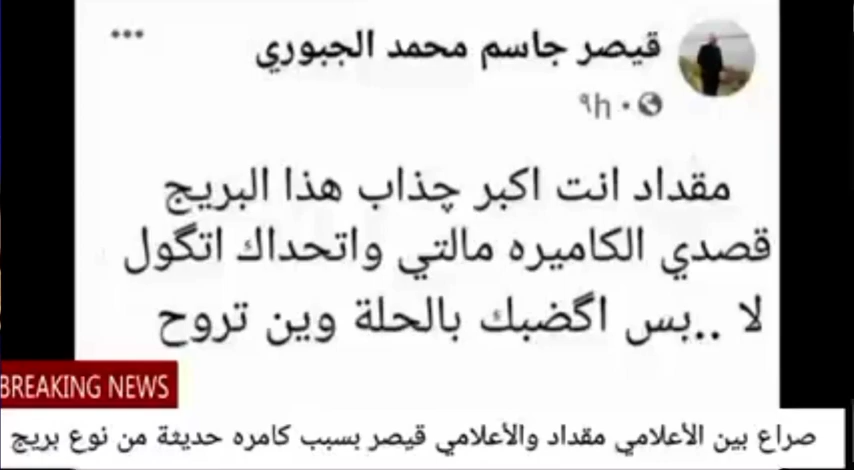 قيصر جاسم محمد الجبوري
٩h
مقداد انت اكبر چذاب هذا البريج
قصدي الكاميره مالتي واتحداك اتگول
لا ..بس اگضبك بالحلة وين تروح
BREAKING NEWS
صراع بين الأعلامي مقداد والأعلامي قيصر بسبب كامره حديثة من نوع بريج